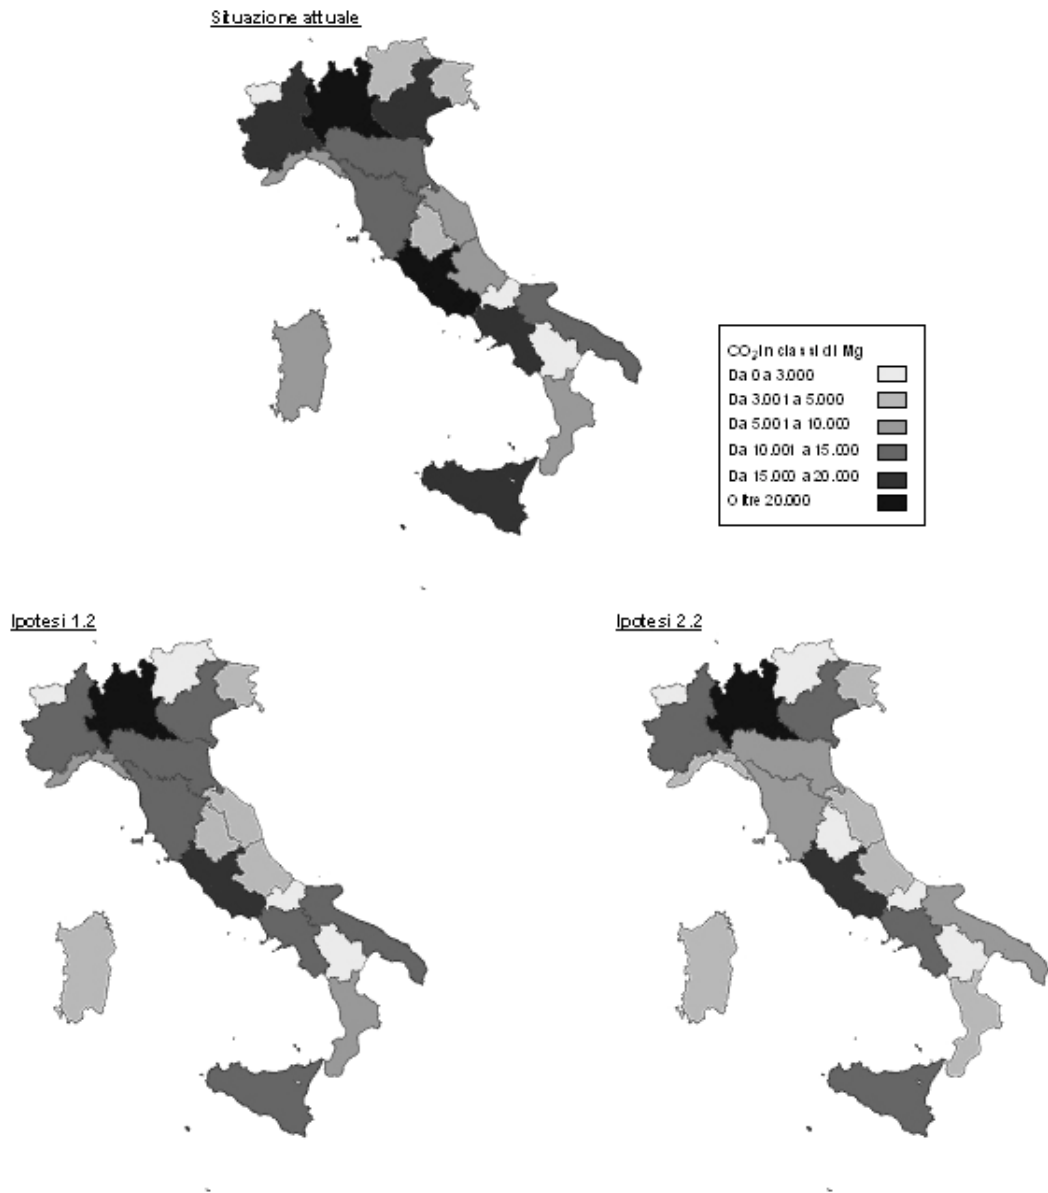 Situazione attuale
CO₂ in classi di Mg
Da 0 a 3.000
Da 3.001 a 5.000
Da 5.001 a 10.000
Da 10.001 a 15.000
Da 15.000 a 20.000
Oltre 20.000
Ipotesi 1.2
Ipotesi 2.2